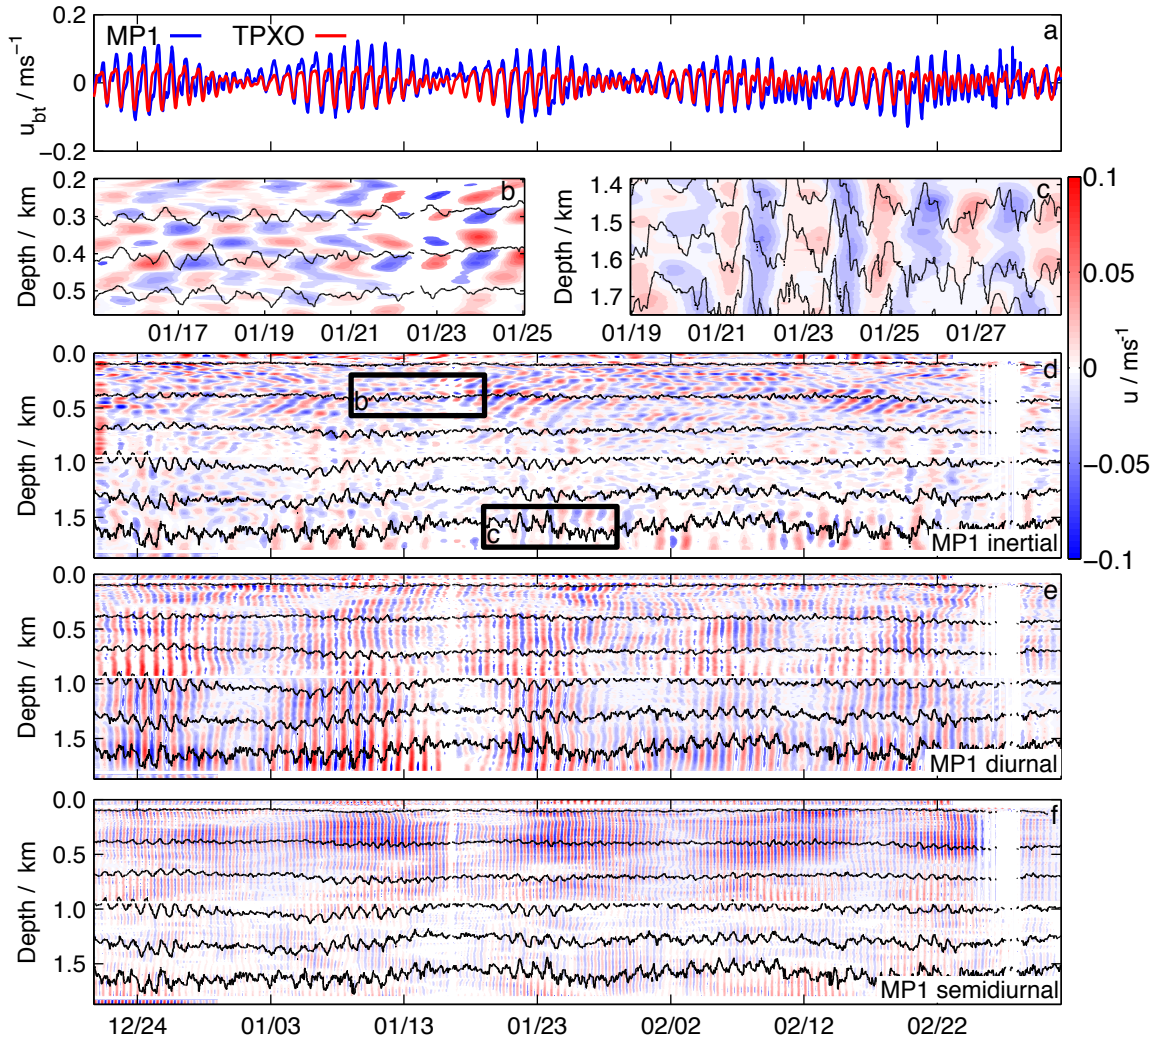 0.2
MP1
TPXO
a
u_bt / ms⁻¹
0
−0.2
0.2
0.3
0.4
0.5
Depth / km
b
01/17
01/19
01/21
01/23
01/25
1.4
1.5
1.6
1.7
Depth / km
c
01/19
01/21
01/23
01/25
01/27
0.1
0.05
0
−0.05
−0.1
u / ms⁻¹
0.0
0.5
1.0
1.5
Depth / km
d
b
c
MP1 inertial
0.0
0.5
1.0
1.5
Depth / km
e
MP1 diurnal
0.0
0.5
1.0
1.5
Depth / km
f
MP1 semidiurnal
12/24
01/03
01/13
01/23
02/02
02/12
02/22